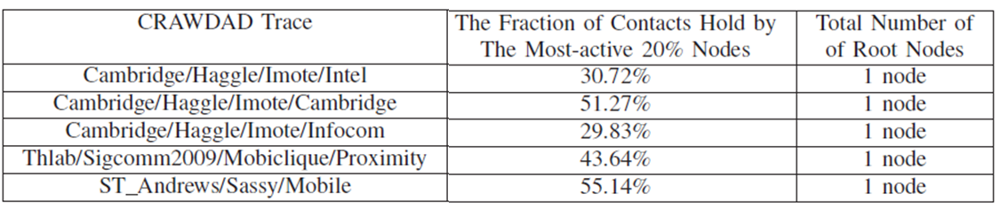 CRAWDAD Trace The Fraction of Contacts Hold by Total Number of
The Most-active 20% Nodes of Root Nodes
Cambridge/Haggle/Imote/Intel 30.72% 1 node
Cambridge/Haggle/Imote/Cambridge 51.27% 1 node
Cambridge/Haggle/Imote/Infocom 29.83% 1 node
Thlab/Sigcomm2009/Mobiclique/Proximity 43.64% 1 node
ST_Andrews/Sassy/Mobile 55.14% 1 node